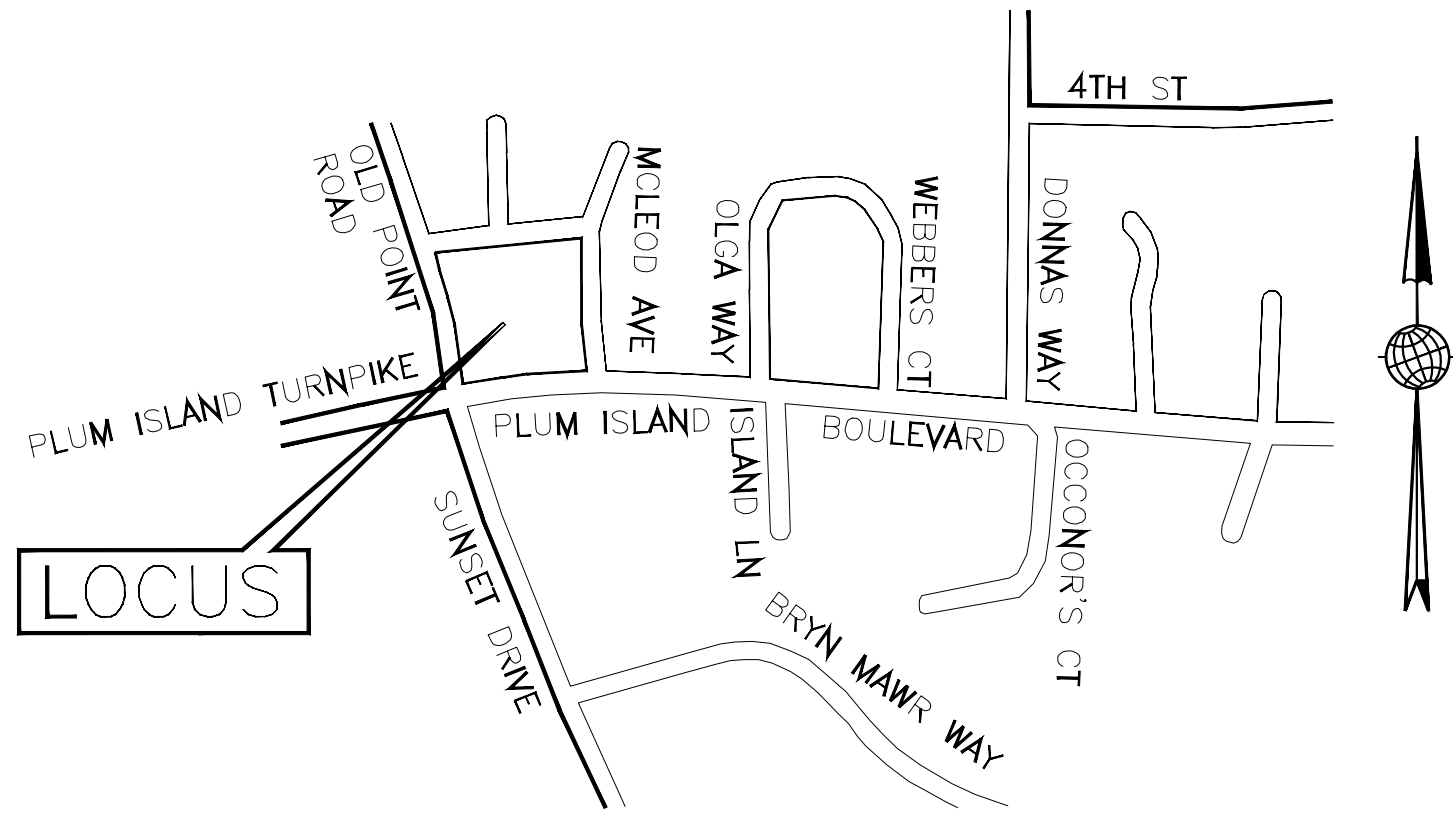 4TH ST
OLD POINT
ROAD
MCLEOD AVE
OLGA WAY
WEBBERS CT
DONNAS WAY
PLUM ISLAND TURNPIKE
PLUM ISLAND BOULEVARD
ISLAND LN
OCCONOR'S CT
SUNSET DRIVE
LOCUS
BRYN MAWR WAY